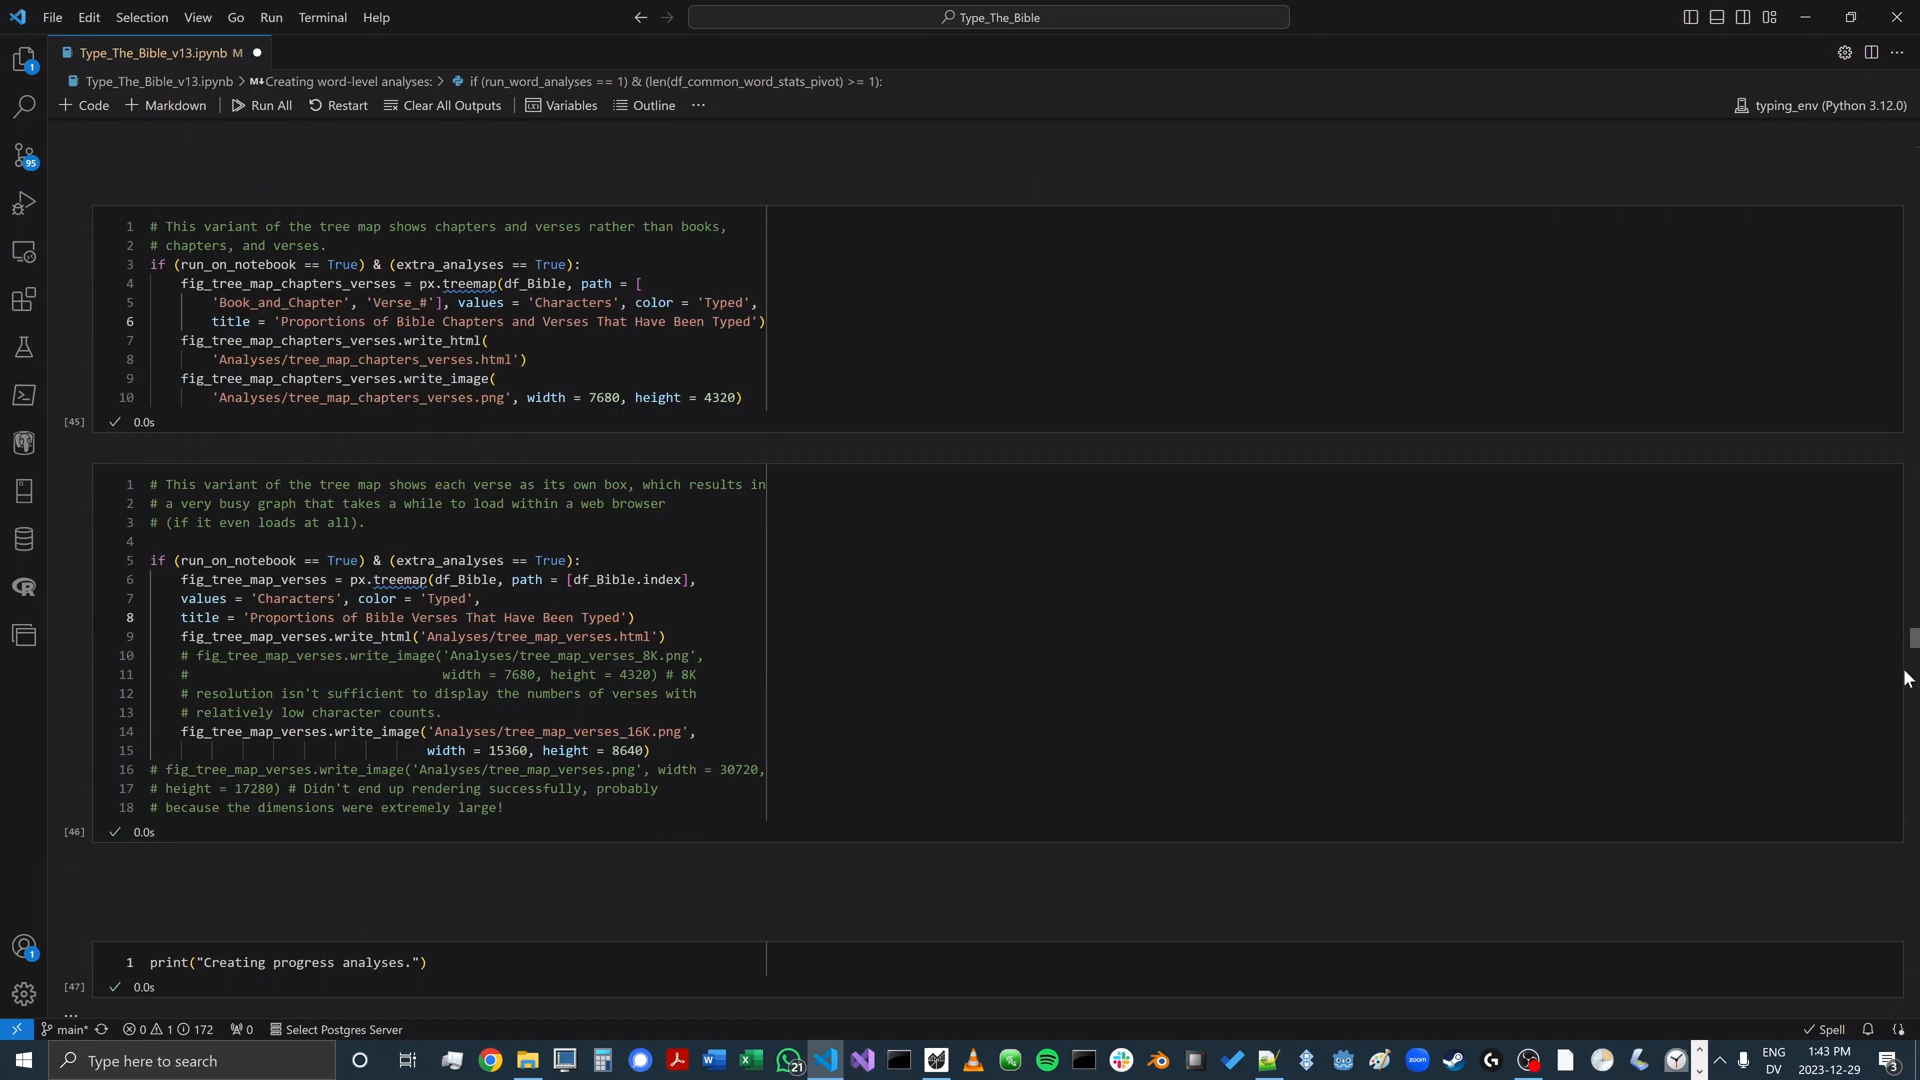 File Edit Selection View Go Run Terminal Help
Type_The_Bible
Type_The_Bible_v13.ipynb M
Type_The_Bible_v13.ipynb > M↓Creating word-level analyses: > if (run_word_analyses == 1) & (len(df_common_word_stats_pivot) >= 1):
+ Code + Markdown Run All Restart Clear All Outputs Variables Outline ...
typing_env (Python 3.12.0)
1
95
1 # This variant of the tree map shows chapters and verses rather than books,
2 # chapters, and verses.
3 if (run_on_notebook == True) & (extra_analyses == True):
4 fig_tree_map_chapters_verses = px.treemap(df_Bible, path = [
5 'Book_and_Chapter', 'Verse_#'], values = 'Characters', color = 'Typed',
6 title = 'Proportions of Bible Chapters and Verses That Have Been Typed')
7 fig_tree_map_chapters_verses.write_html(
8 'Analyses/tree_map_chapters_verses.html')
9 fig_tree_map_chapters_verses.write_image(
10 'Analyses/tree_map_chapters_verses.png', width = 7680, height = 4320)
[45] ✓ 0.0s
1 # This variant of the tree map shows each verse as its own box, which results in
2 # a very busy graph that takes a while to load within a web browser
3 # (if it even loads at all).
4
5 if (run_on_notebook == True) & (extra_analyses == True):
6 fig_tree_map_verses = px.treemap(df_Bible, path = [df_Bible.index],
7 values = 'Characters', color = 'Typed',
8 title = 'Proportions of Bible Verses That Have Been Typed')
9 fig_tree_map_verses.write_html('Analyses/tree_map_verses.html')
10 # fig_tree_map_verses.write_image('Analyses/tree_map_verses_8K.png',
11 # width = 7680, height = 4320) # 8K
12 # resolution isn't sufficient to display the numbers of verses with
13 # relatively low character counts.
14 fig_tree_map_verses.write_image('Analyses/tree_map_verses_16K.png',
15 width = 15360, height = 8640)
16 # fig_tree_map_verses.write_image('Analyses/tree_map_verses.png', width = 30720,
17 # height = 17280) # Didn't end up rendering successfully, probably
18 # because the dimensions were extremely large!
[46] ✓ 0.0s
1 print("Creating progress analyses.")
[47] ✓ 0.0s
...
1
main* 0 1 172 0 Select Postgres Server
Spell
Type here to search
21
zoom
ENG
DV
1:43 PM
2023-12-29
3